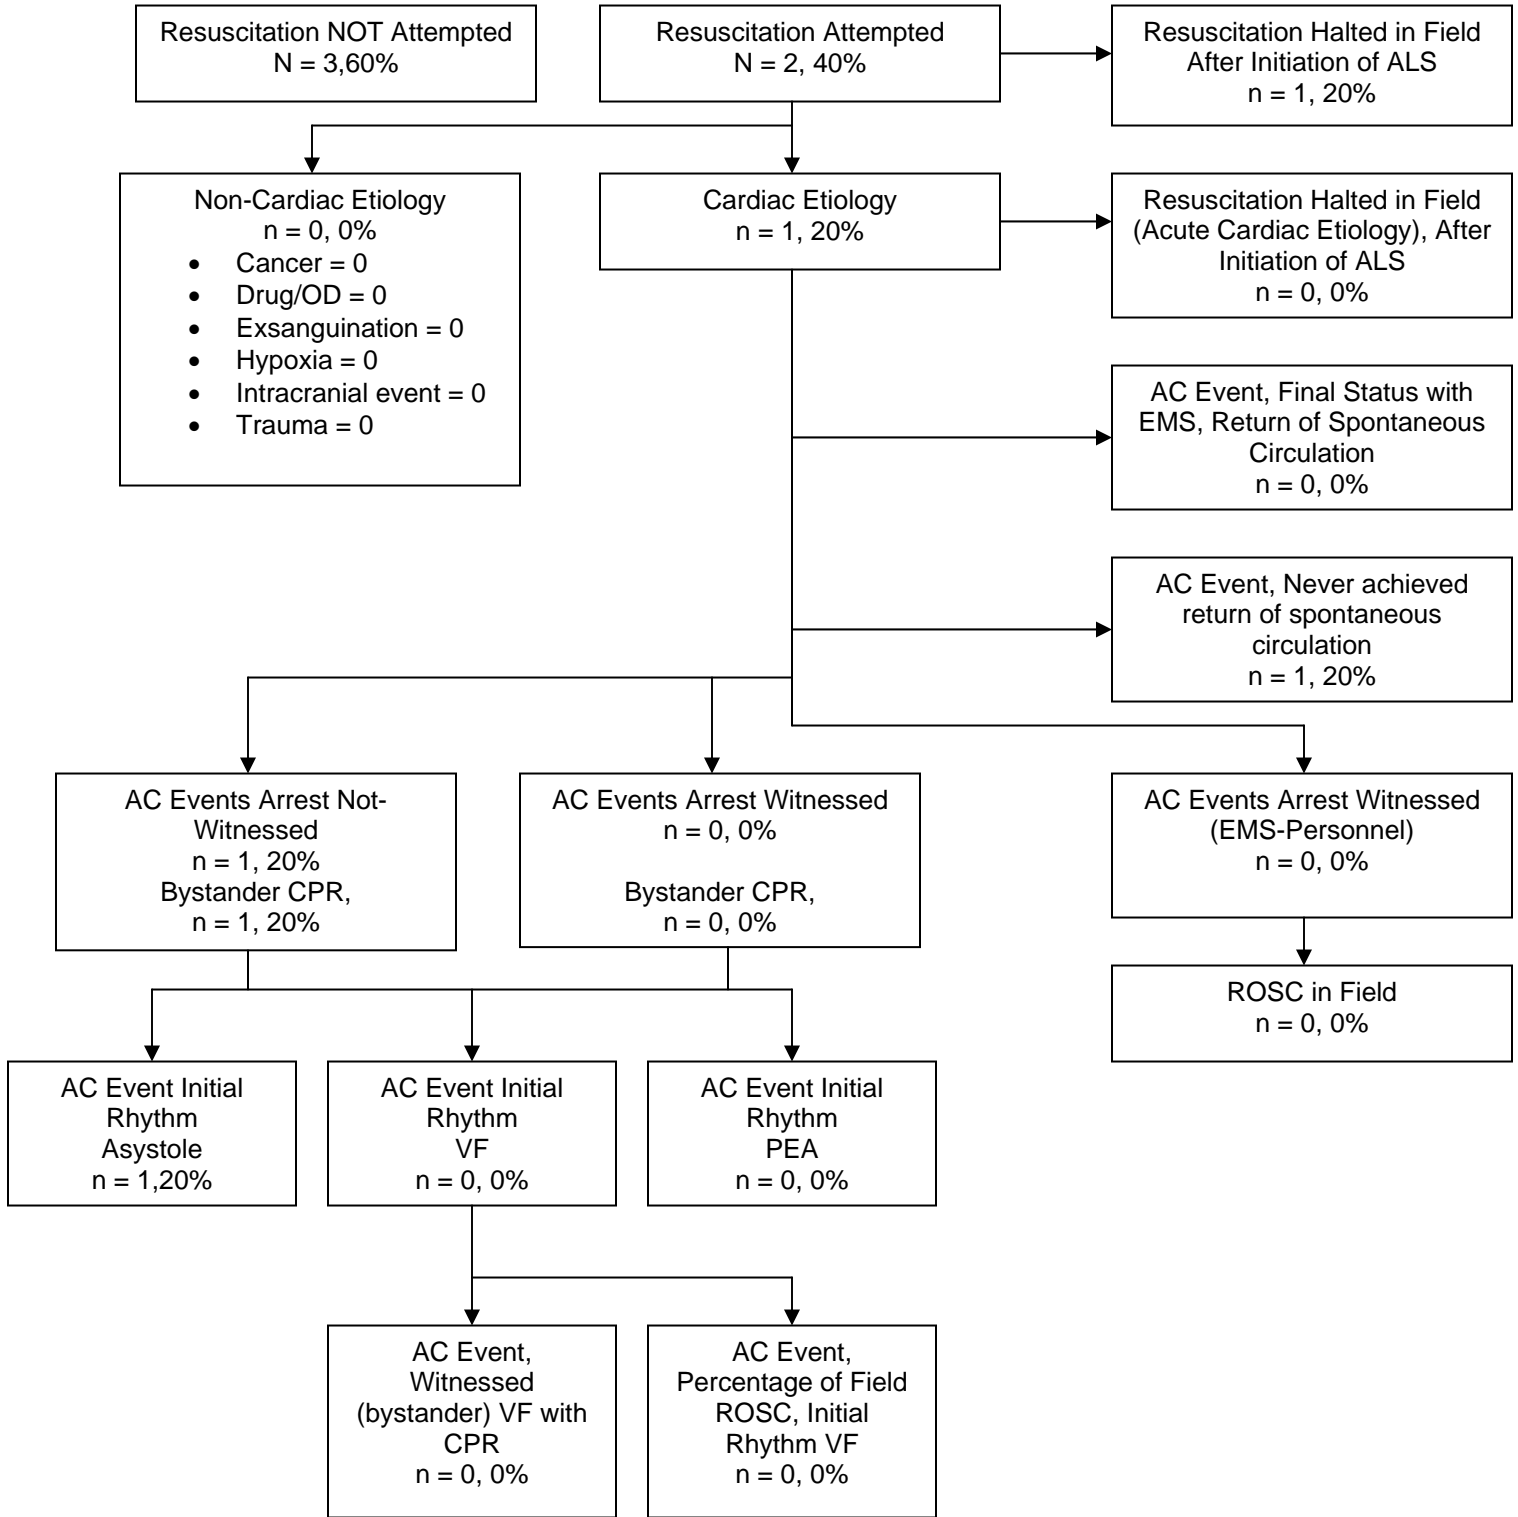 Resuscitation NOT Attempted
N = 3,60%
Resuscitation Attempted
N = 2, 40%
Resuscitation Halted in Field
After Initiation of ALS
n = 1, 20%
Non-Cardiac Etiology
n = 0, 0%
• Cancer = 0
• Drug/OD = 0
• Exsanguination = 0
• Hypoxia = 0
• Intracranial event = 0
• Trauma = 0
Cardiac Etiology
n = 1, 20%
Resuscitation Halted in Field
(Acute Cardiac Etiology), After
Initiation of ALS
n = 0, 0%
AC Event, Final Status with
EMS, Return of Spontaneous
Circulation
n = 0, 0%
AC Event, Never achieved
return of spontaneous
circulation
n = 1, 20%
AC Events Arrest Not-
Witnessed
n = 1, 20%
Bystander CPR,
n = 1, 20%
AC Events Arrest Witnessed
n = 0, 0%
Bystander CPR,
n = 0, 0%
AC Events Arrest Witnessed
(EMS-Personnel)
n = 0, 0%
ROSC in Field
n = 0, 0%
AC Event Initial
Rhythm
Asystole
n = 1,20%
AC Event Initial
Rhythm
VF
n = 0, 0%
AC Event Initial
Rhythm
PEA
n = 0, 0%
AC Event,
Witnessed
(bystander) VF with
CPR
n = 0, 0%
AC Event,
Percentage of Field
ROSC, Initial
Rhythm VF
n = 0, 0%